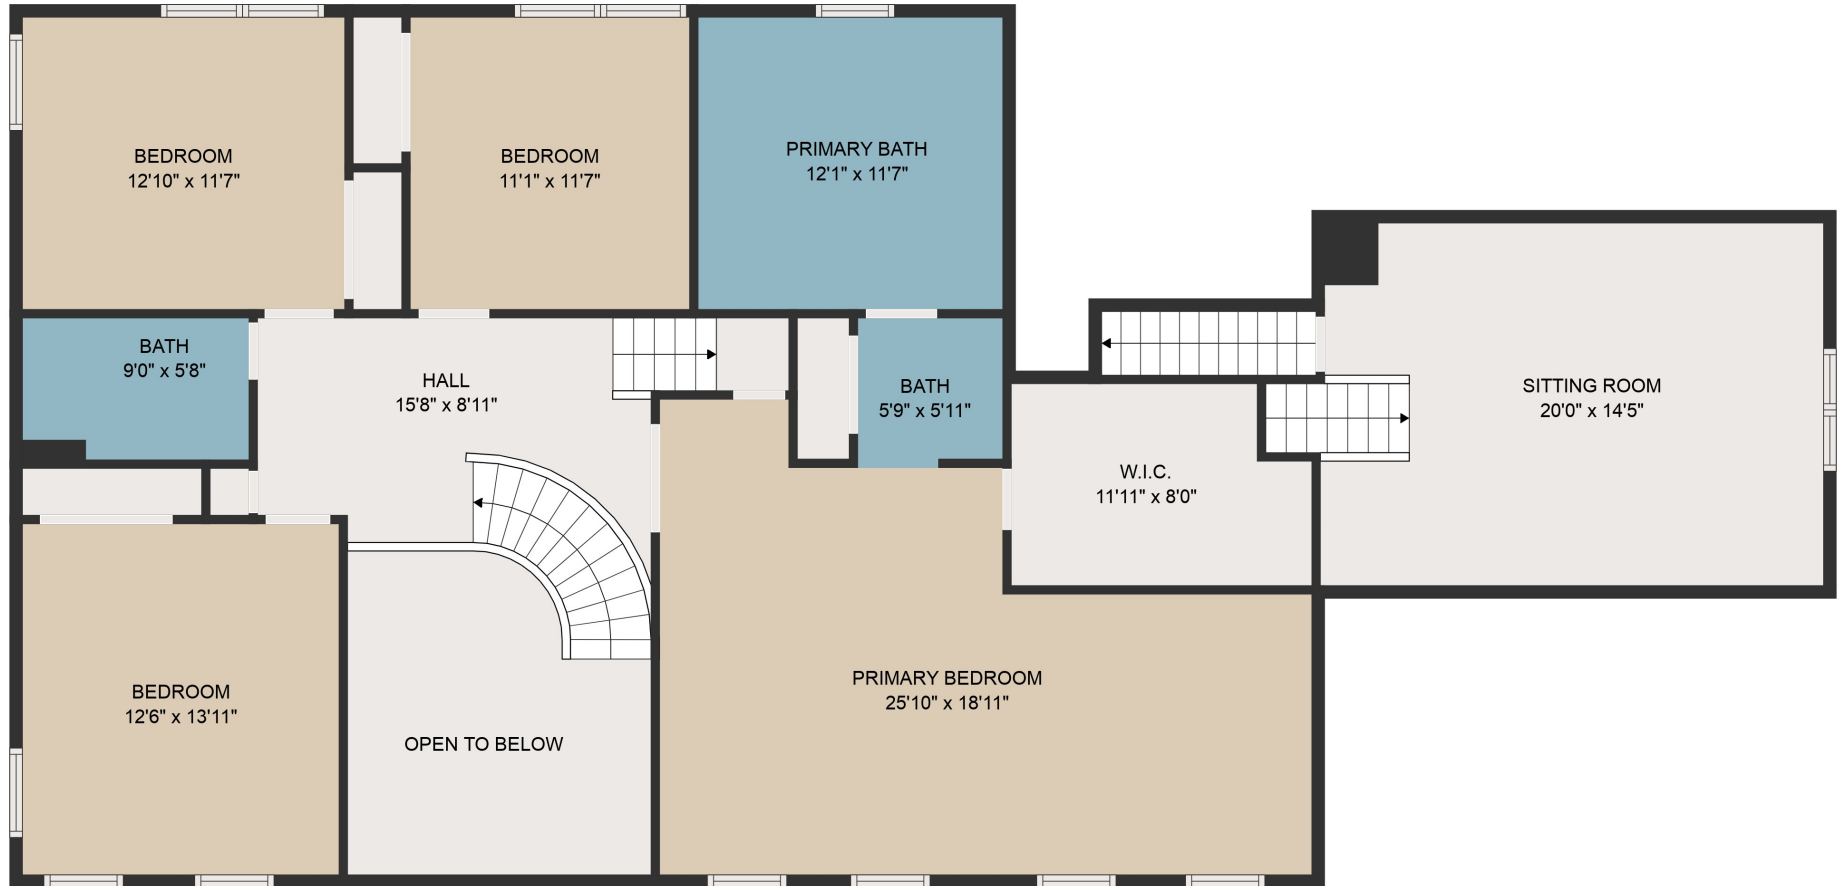 BEDROOM
12'10" x 11'7"
BEDROOM
11'1" x 11'7"
PRIMARY BATH
12'1" x 11'7"
BATH
9'0" x 5'8"
HALL
15'8" x 8'11"
BATH
5'9" x 5'11"
SITTING ROOM
20'0" x 14'5"
W.I.C.
11'11" x 8'0"
BEDROOM
12'6" x 13'11"
OPEN TO BELOW
PRIMARY BEDROOM
25'10" x 18'11"